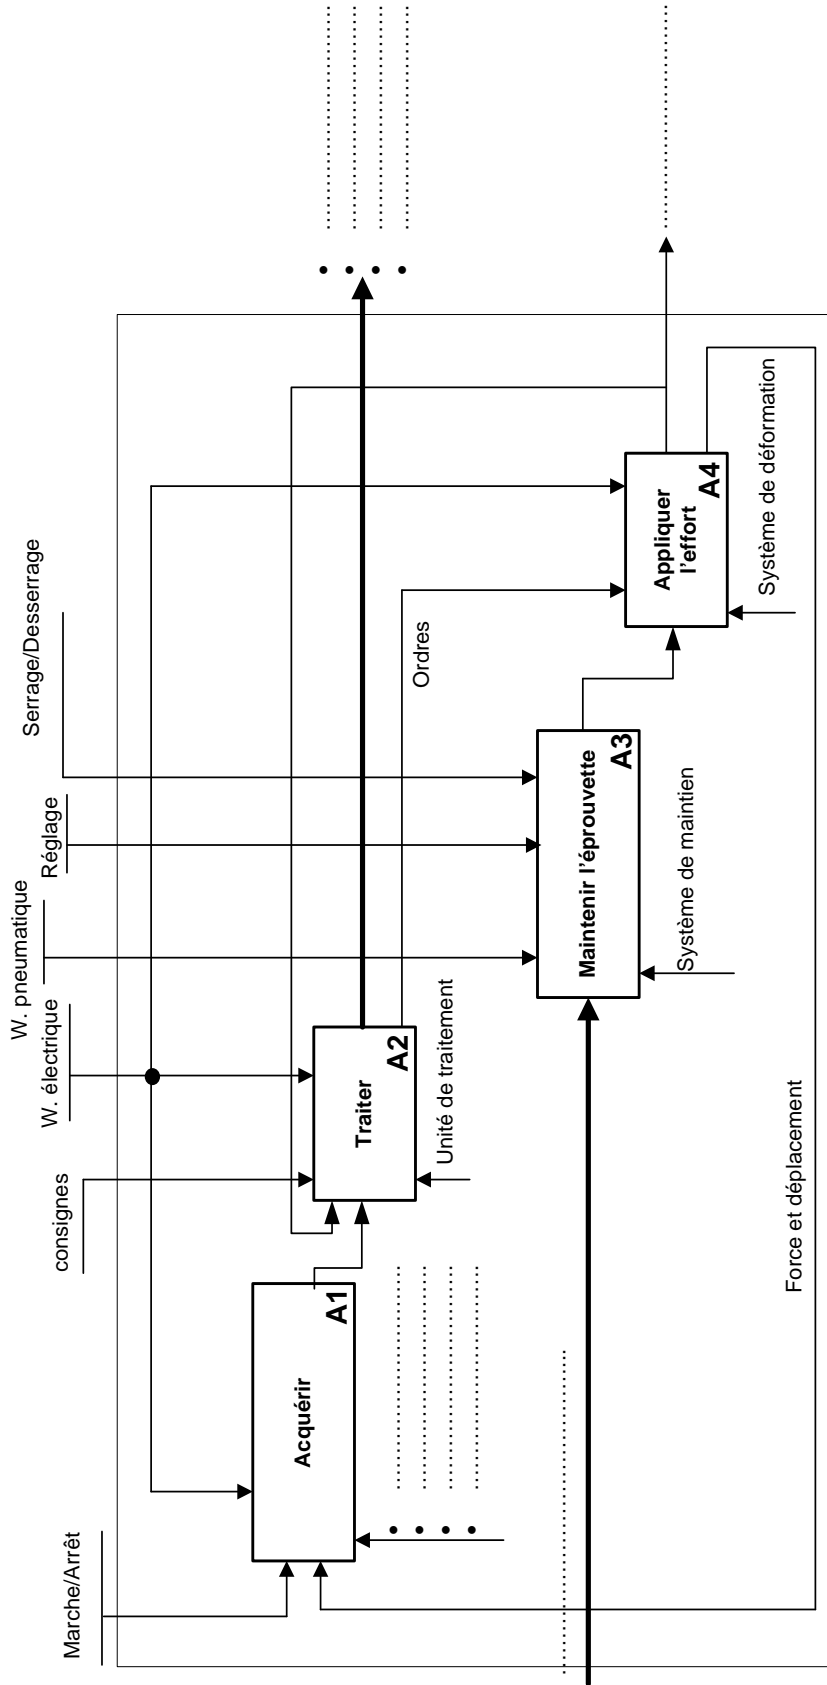 Marche/Arrêt
consignes
W. électrique
W. pneumatique
Réglage
Serrage/Desserrage
Acquérir
A1
Traiter
A2
Unité de traitement
Ordres
Maintenir l'éprouvette
A3
Système de maintien
Appliquer
l'effort
A4
Système de déformation
Force et déplacement